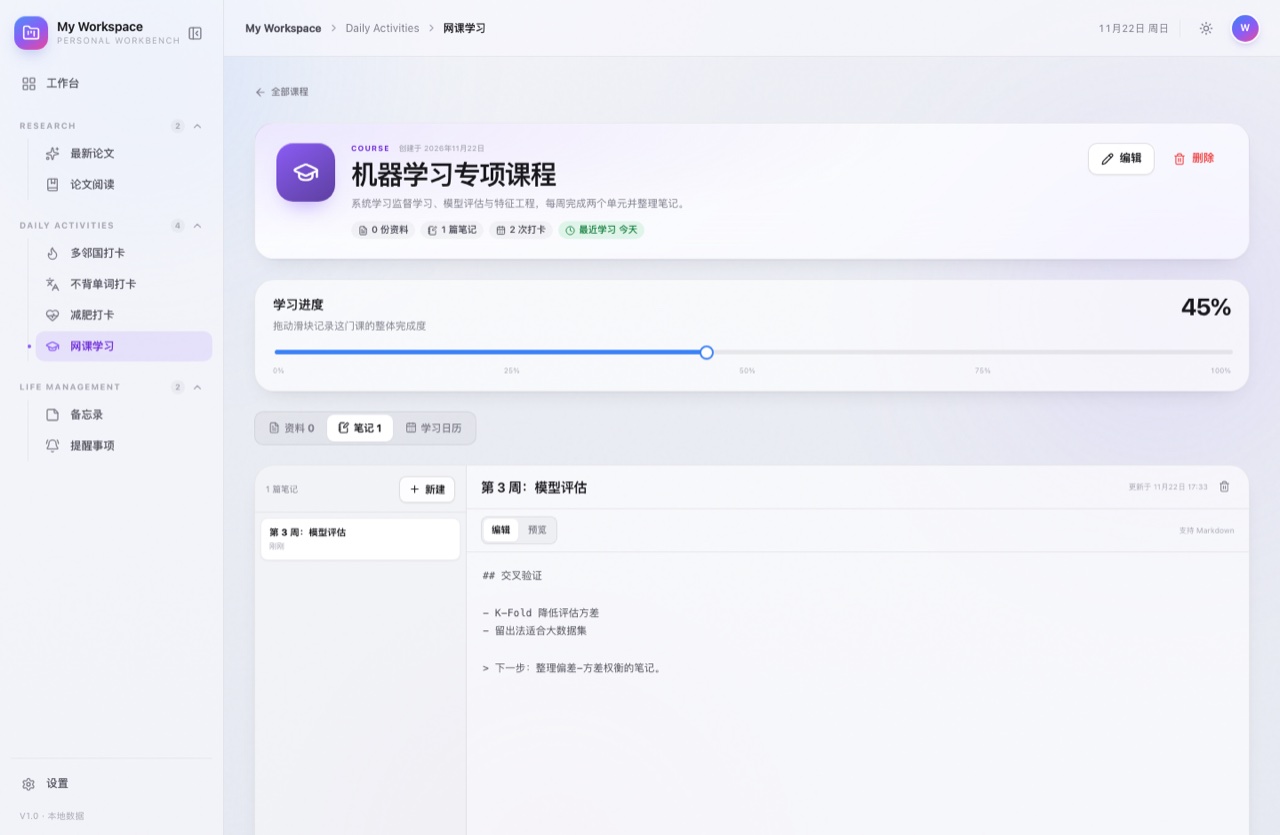 My Workspace
PERSONAL WORKBENCH
工作台
RESEARCH 2
最新论文
论文阅读
DAILY ACTIVITIES 4
多邻国打卡
不背单词打卡
减肥打卡
网课学习
LIFE MANAGEMENT 2
备忘录
提醒事项
设置
V1.0 · 本地数据
My Workspace > Daily Activities > 网课学习
11月22日 周日
W
← 全部课程
COURSE 创建于 2026年11月22日
机器学习专项课程
系统学习监督学习、模型评估与特征工程，每周完成两个单元并整理笔记。
0 份资料 1 篇笔记 2 次打卡 最近学习 今天
编辑 删除
学习进度
45%
拖动滑块记录这门课的整体完成度
0% 25% 50% 75% 100%
资料 0 笔记 1 学习日历
1 篇笔记 + 新建
第 3 周：模型评估
刚刚
第 3 周：模型评估
更新于 11月22日 17:33
编辑 预览
支持 Markdown
## 交叉验证
- K-Fold 降低评估方差
- 留出法适合大数据集
> 下一步：整理偏差-方差权衡的笔记。